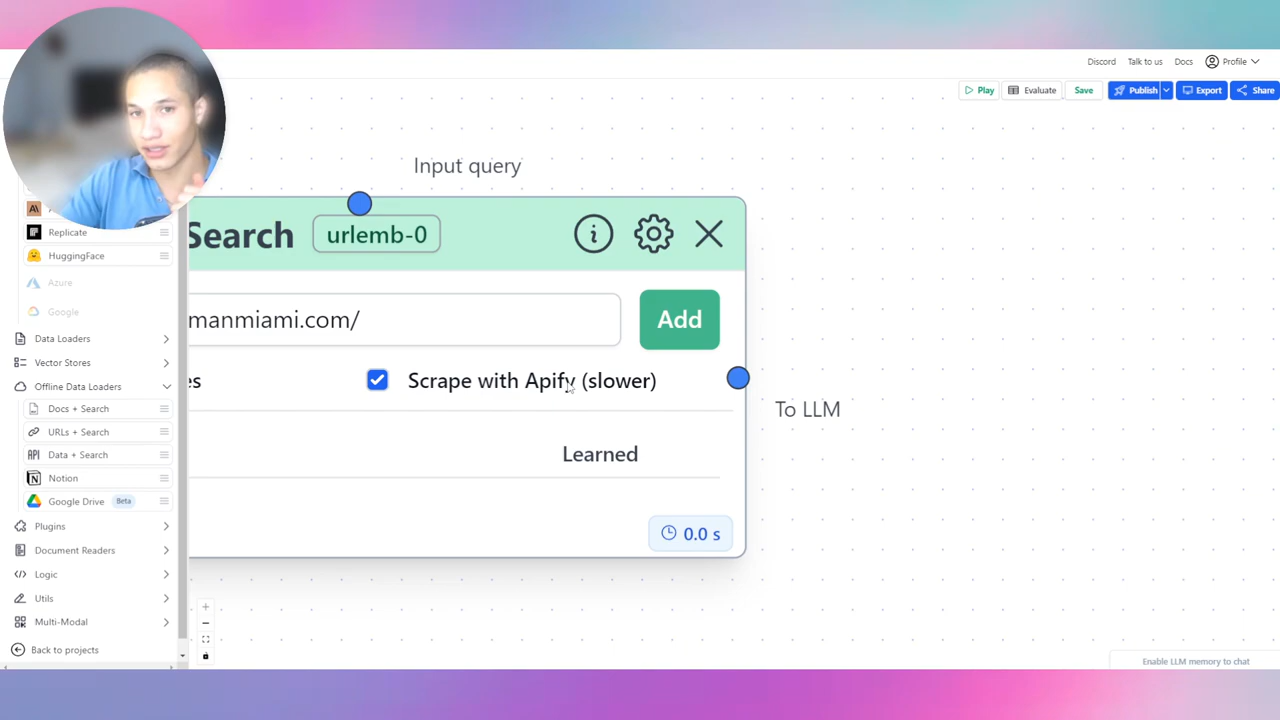 Discord Talk to us Docs Profile
Play Evaluate Save Publish Export Share
Replicate
HuggingFace
Azure
Google
Data Loaders
Vector Stores
Offline Data Loaders
Docs + Search
URLs + Search
API Data + Search
Notion
Google Drive Beta
Plugins
Document Readers
Logic
Utils
Multi-Modal
Back to projects
Input query
Search urlemb-0
manmiami.com/ Add
es Scrape with Apify (slower)
To LLM
Learned
0.0 s
Enable LLM memory to chat